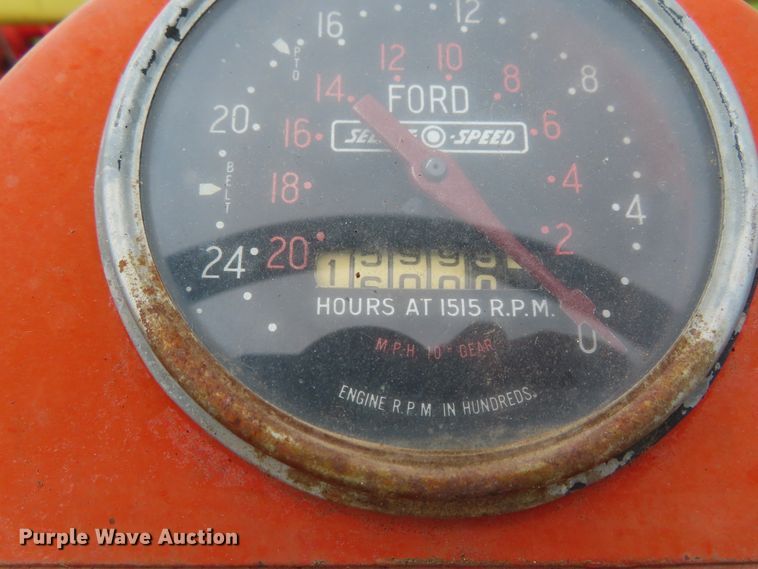 16 12
PTO 12 10 8
14 FORD 8
20 16 -SPEED 6
BELT 18 4 4
24 20 2
HOURS AT 1515 R.P.M.
0
M.P.H. 10TH GEAR
ENGINE R.P.M IN HUNDREDS.
Purple Wave Auction